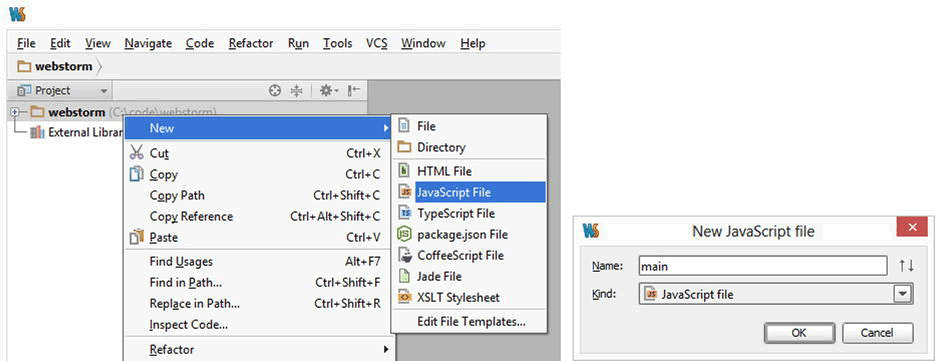 WS
File Edit View Navigate Code Refactor Run Tools VCS Window Help
webstorm
Project
webstorm (C:\code\webstorm)
External Librar
New
Cut Ctrl+X
Copy Ctrl+C
Copy Path Ctrl+Shift+C
Copy Reference Ctrl+Alt+Shift+C
Paste Ctrl+V
Find Usages Alt+F7
Find in Path... Ctrl+Shift+F
Replace in Path... Ctrl+Shift+R
Inspect Code...
Refactor
File
Directory
HTML File
JavaScript File
TypeScript File
package.json File
CoffeeScript File
Jade File
XSLT Stylesheet
Edit File Templates...
WS New JavaScript file
Name: main
Kind: JS JavaScript file
OK Cancel